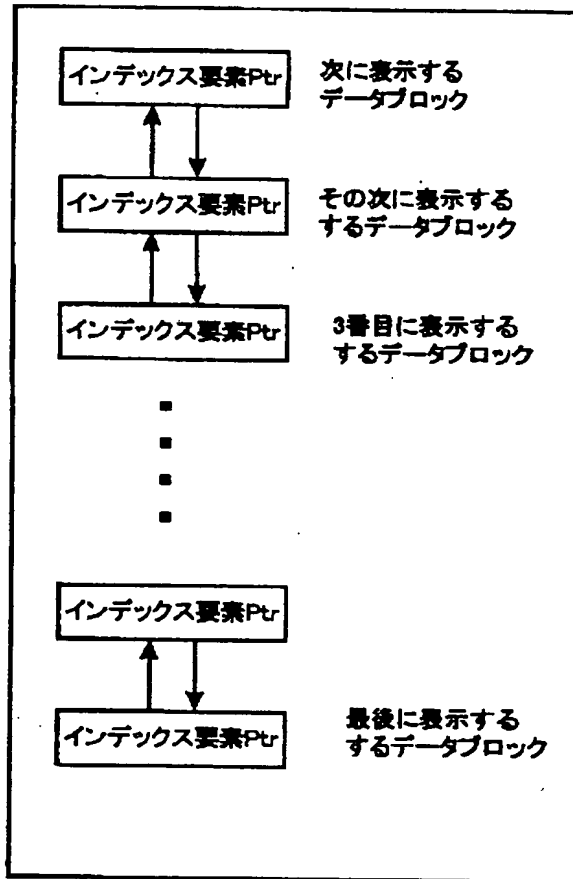 インデックス要素Ptr
次に表示する
データブロック
インデックス要素Ptr
その次に表示する
するデータブロック
インデックス要素Ptr
3番目に表示する
するデータブロック
インデックス要素Ptr
インデックス要素Ptr
最後に表示する
するデータブロック